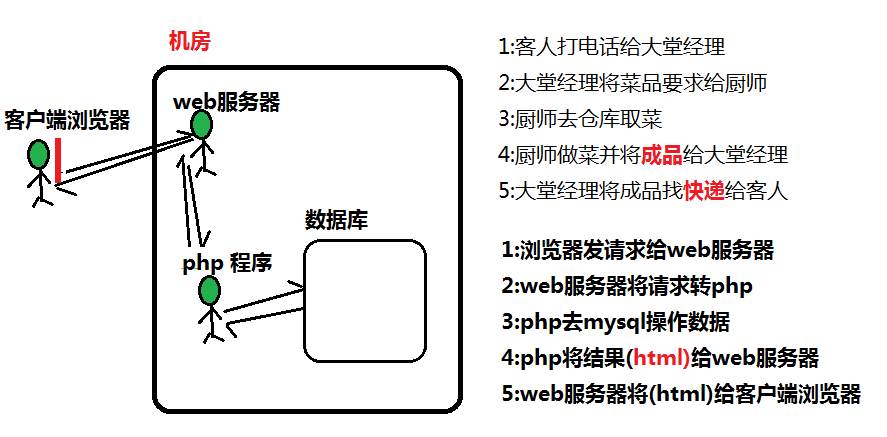 机房
web服务器
客户端浏览器
数据库
php 程序
1:客人打电话给大堂经理
2:大堂经理将菜品要求给厨师
3:厨师去仓库取菜
4:厨师做菜并将成品给大堂经理
5:大堂经理将成品找快递给客人
1:浏览器发请求给web服务器
2:web服务器将请求转php
3:php去mysql操作数据
4:php将结果(html)给web服务器
5:web服务器将(html)给客户端浏览器